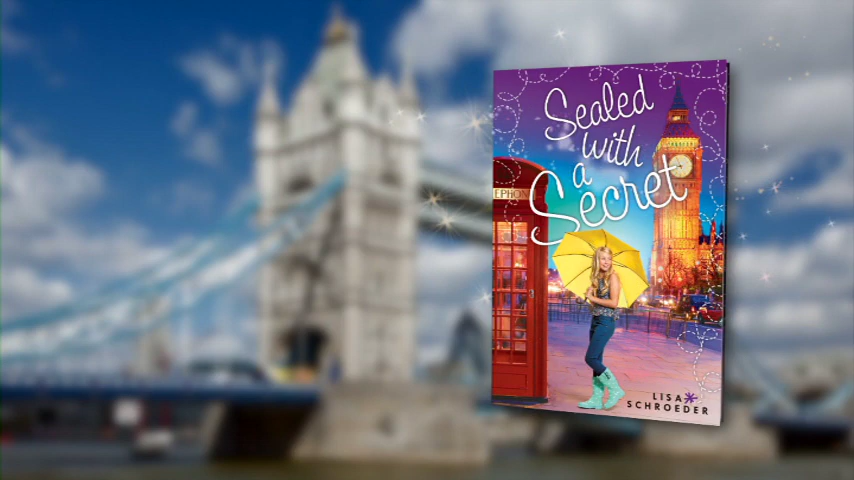 Sealed
with
a
Secret
EPHON
LISA
SCHROEDER